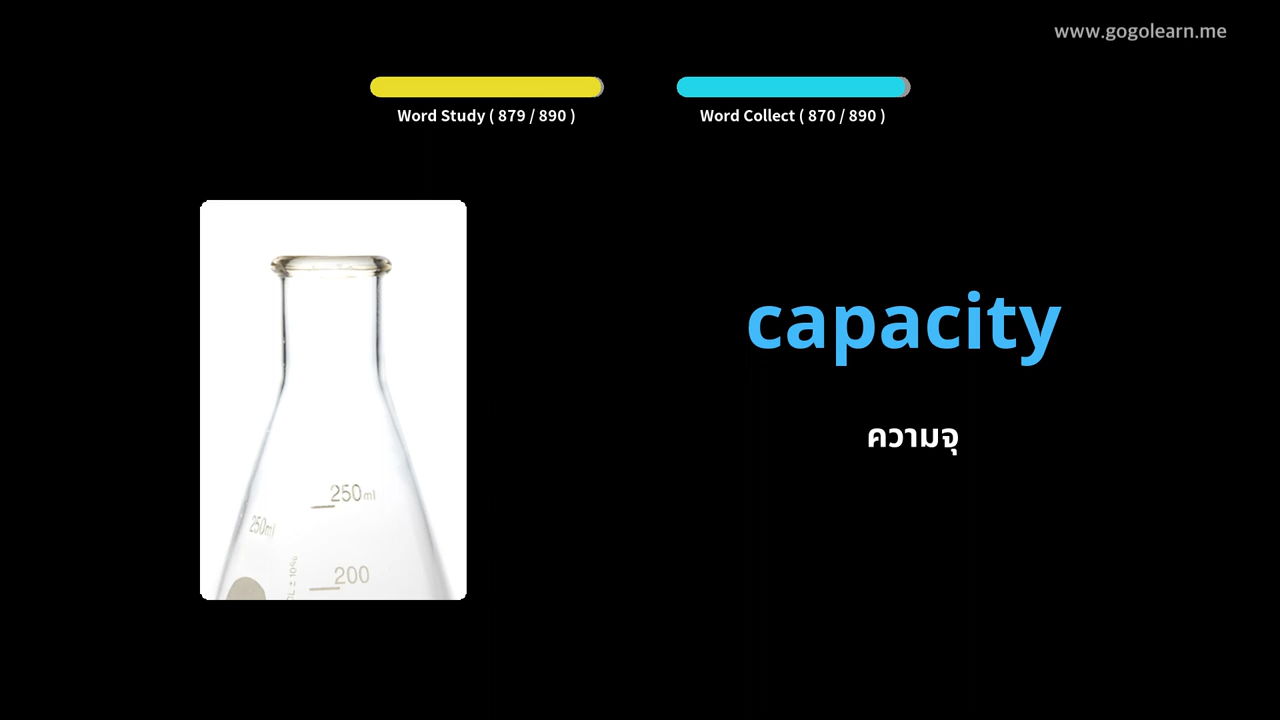 www.gogolearn.me
Word Study ( 879 / 890 )
Word Collect ( 870 / 890 )
capacity
ความจุ
250ml
250ml
200